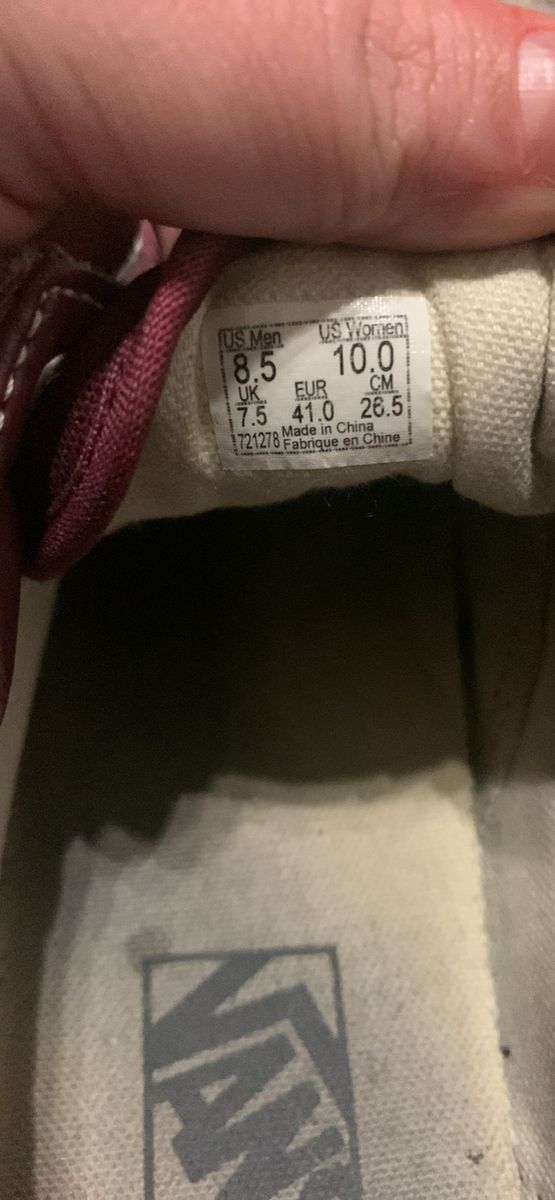 US Men US Women
8.5 10.0
UK EUR CM
7.5 41.0 26.5
721278 Made in China
Fabrique en Chine
VANS